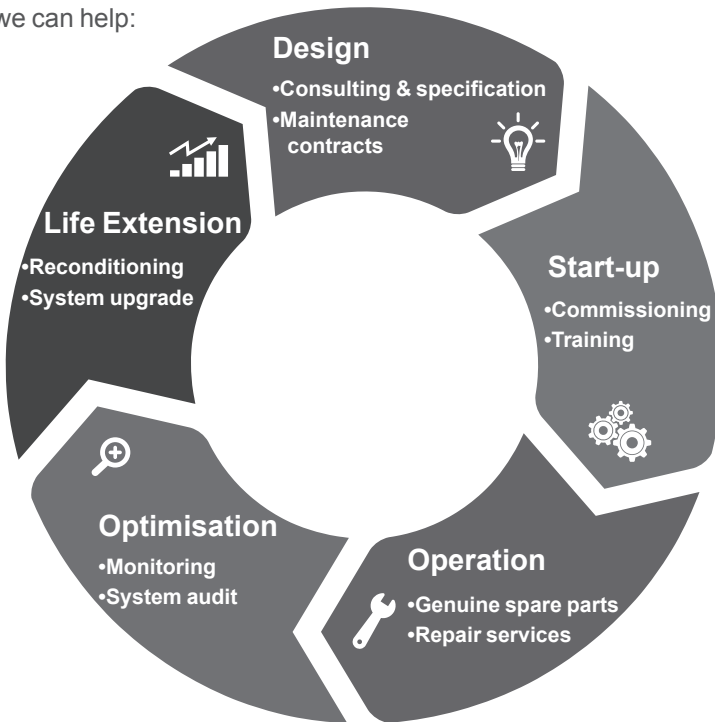 we can help:
Design
•Consulting & specification
•Maintenance
contracts
Start-up
•Commissioning
•Training
Operation
•Genuine spare parts
•Repair services
Optimisation
•Monitoring
•System audit
Life Extension
•Reconditioning
•System upgrade